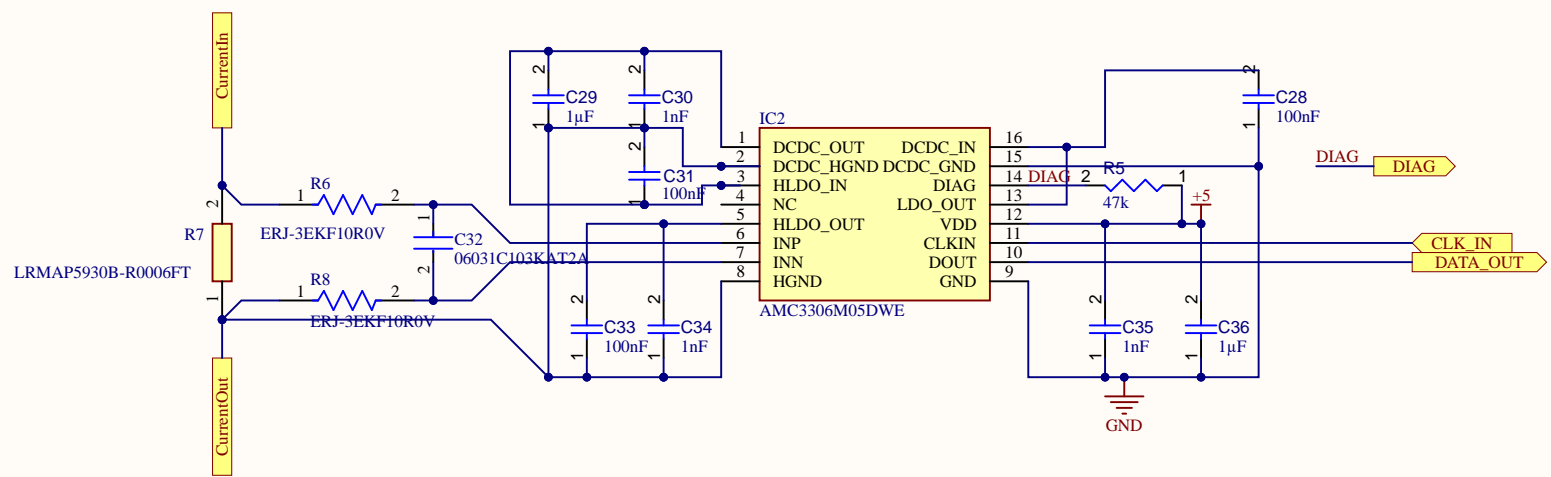 CurrentIn
2
R7
LRMAP5930B-R0006FT
1
CurrentOut
1 R6 2
ERJ-3EKF10R0V
1 R8 2
ERJ-3EKF10R0V
1
C32
06031C103KAT2A
2
2
C29
1µF
1
2
C30
1nF
1
2
C31
100nF
1
2
C33
100nF
1
2
C34
1nF
1
IC2
1 DCDC_OUT DCDC_IN 16
2 DCDC_HGND DCDC_GND 15
3 HLDO_IN DIAG 14 DIAG
4 NC LDO_OUT 13
5 HLDO_OUT VDD 12
6 INP CLKIN 11
7 INN DOUT 10
8 HGND GND 9
AMC3306M05DWE
2 R5 1
47k
+5
2
C28
100nF
1
DIAG DIAG
CLK_IN
DATA_OUT
2
C35
1nF
1
2
C36
1µF
1
GND